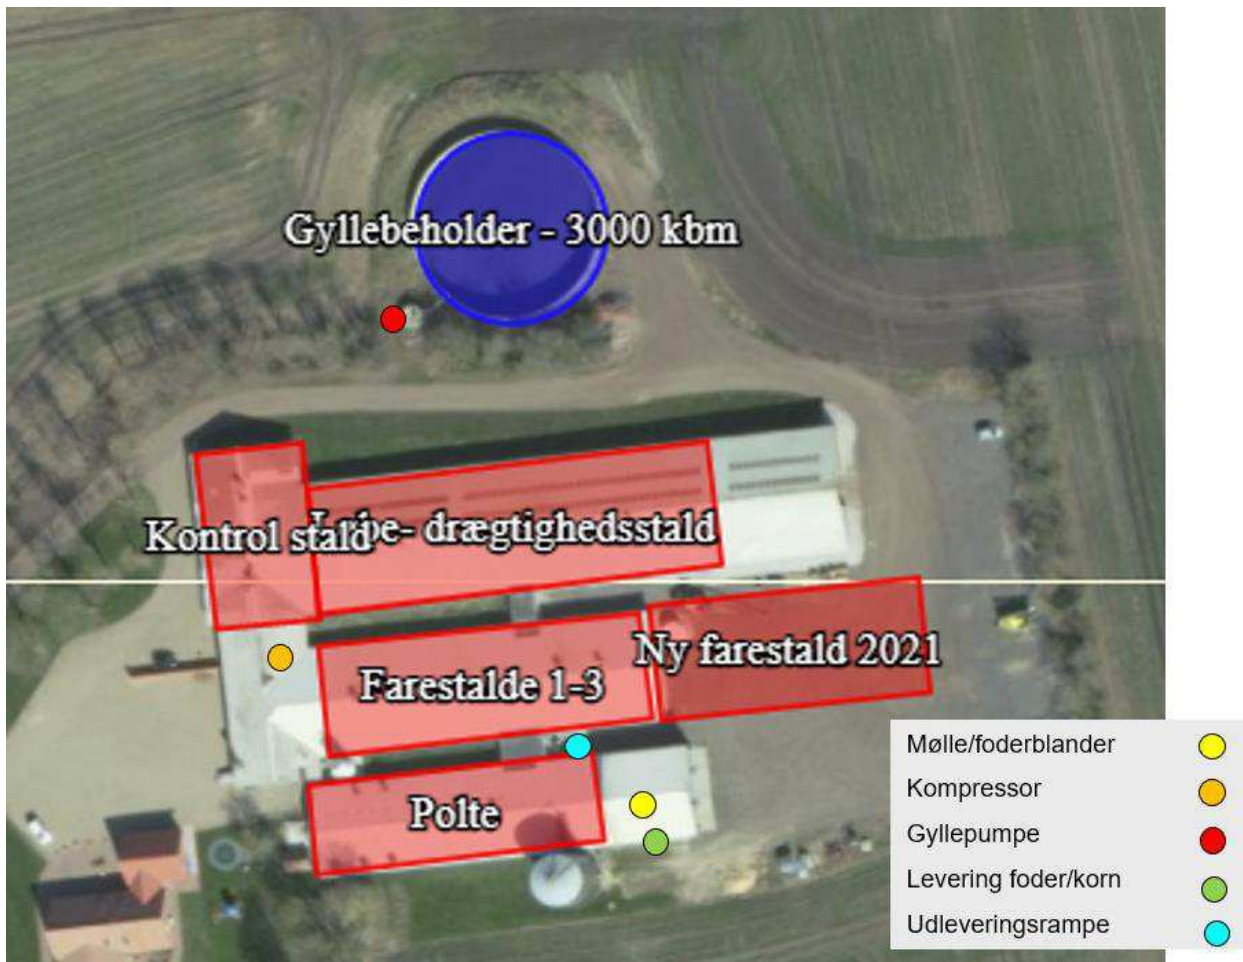 Gyllebeholder - 3000 kbm
Kontrol stald
drægtighedsstald
Ny farestald 2021
Farestalde 1-3
Polte
Mølle/foderblander
Kompressor
Gyllepumpe
Levering foder/korn
Udleveringsrampe